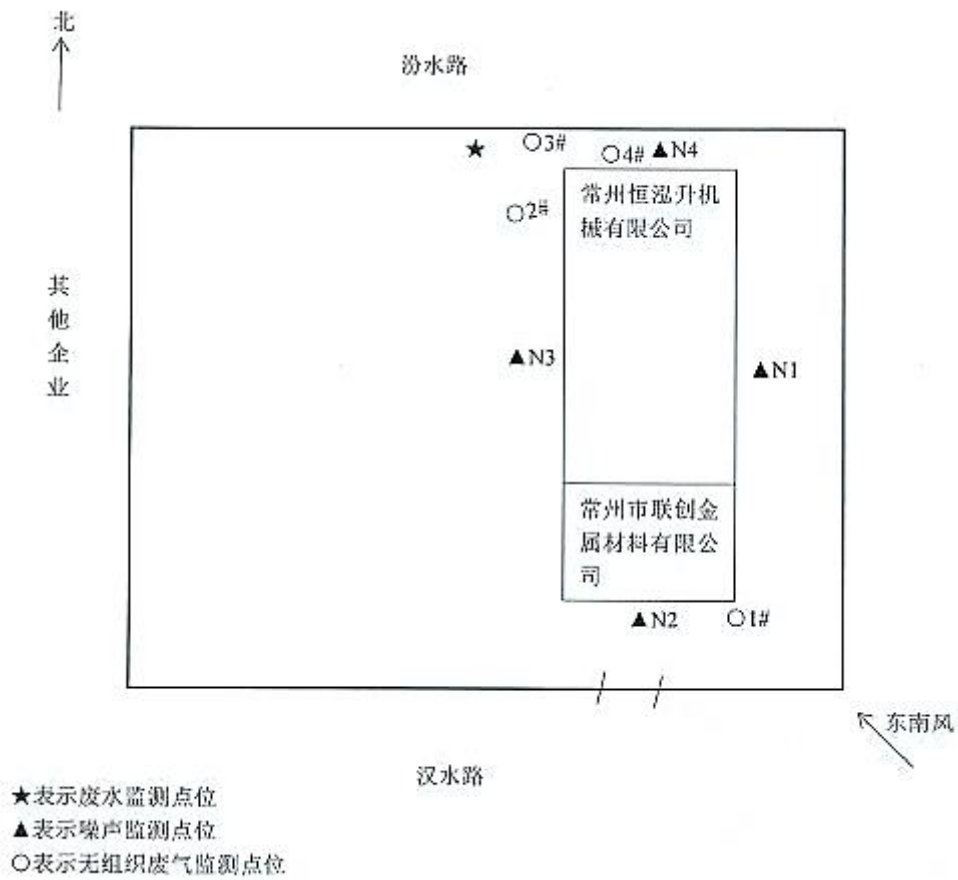 北
汾水路
3#
4#
N4
2#
常州恒泓升机
械有限公司
其
他
企
业
N3
N1
常州市联创金
属材料有限公
司
N2
1#
东南风
汉水路
★表示废水监测点位
▲表示噪声监测点位
○表示无组织废气监测点位